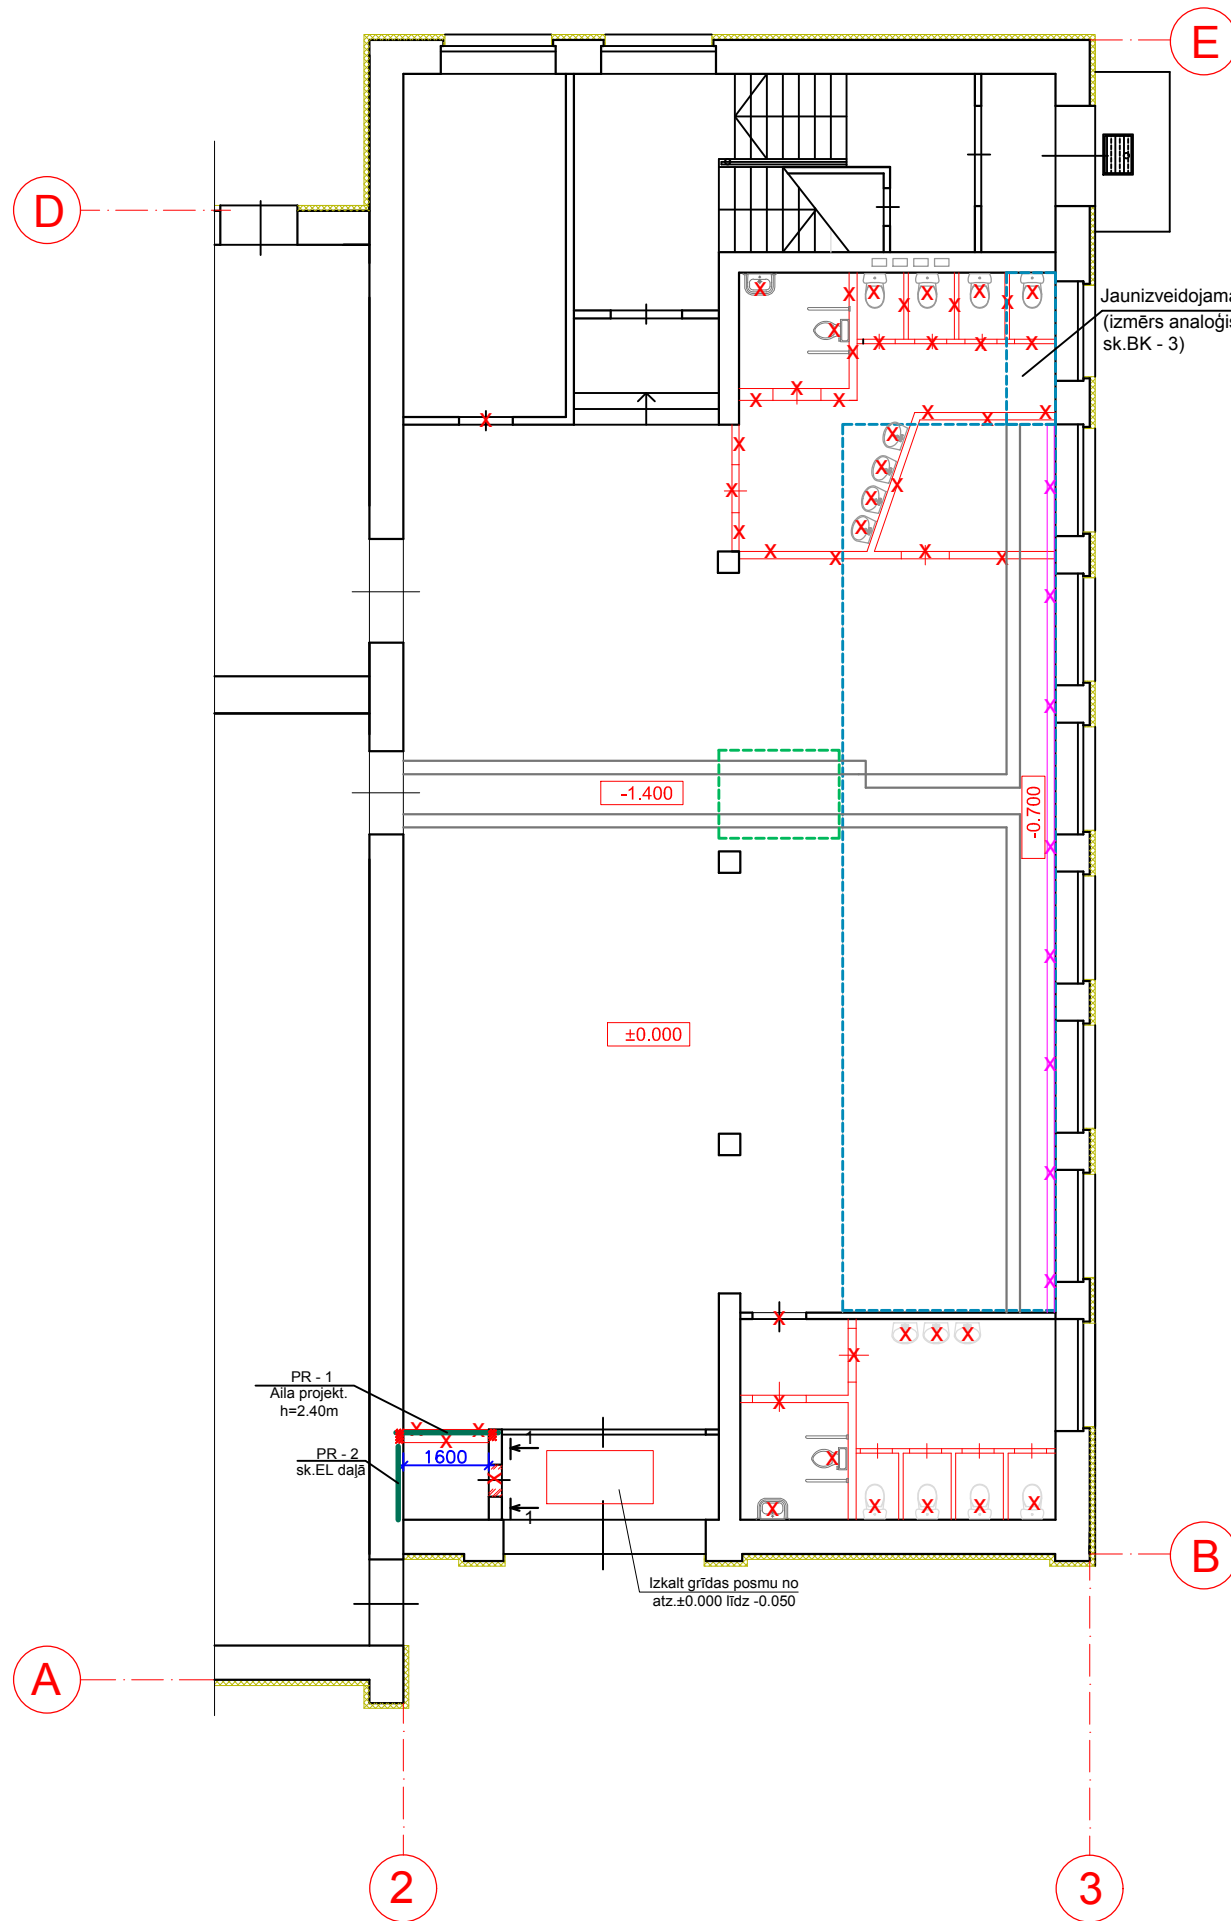 E
D
Jaunizveidojama
(izmērs analoģis
sk.BK - 3)
-1.400
-0.700
±0.000
PR - 1
Aila projekt.
h=2.40m
PR - 2
sk.EL daļā
1600
1
1
Izkalt grīdas posmu no
atz.±0.000 līdz -0.050
B
A
2
3